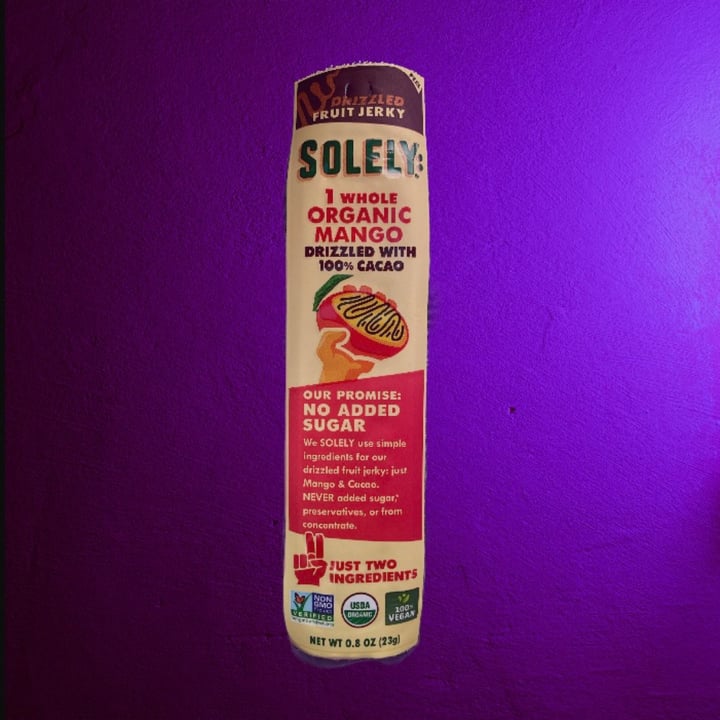 DRIZZLED
FRUIT JERKY
SOLELY
1 WHOLE
ORGANIC
MANGO
DRIZZLED WITH
100% CACAO
OUR PROMISE:
NO ADDED
SUGAR
We SOLELY use simple
ingredients for our
drizzled fruit jerky: just
Mango & Cacao.
NEVER added sugar,*
preservatives, or from
concentrate.
JUST TWO
INGREDIENTS
NON
GMO
VERIFIED
USDA
ORGANIC
100%
VEGAN
NET WT 0.8 OZ (23g)